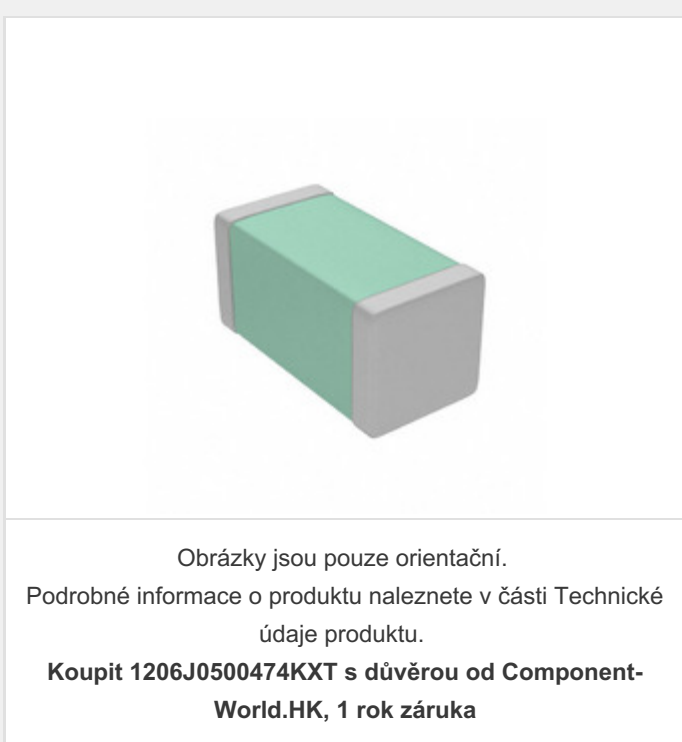 Obrázky jsou pouze orientační.
Podrobné informace o produktu naleznete v části Technické
údaje produktu.
Koupit 1206J0500474KXT s důvěrou od Component-
World.HK, 1 rok záruka